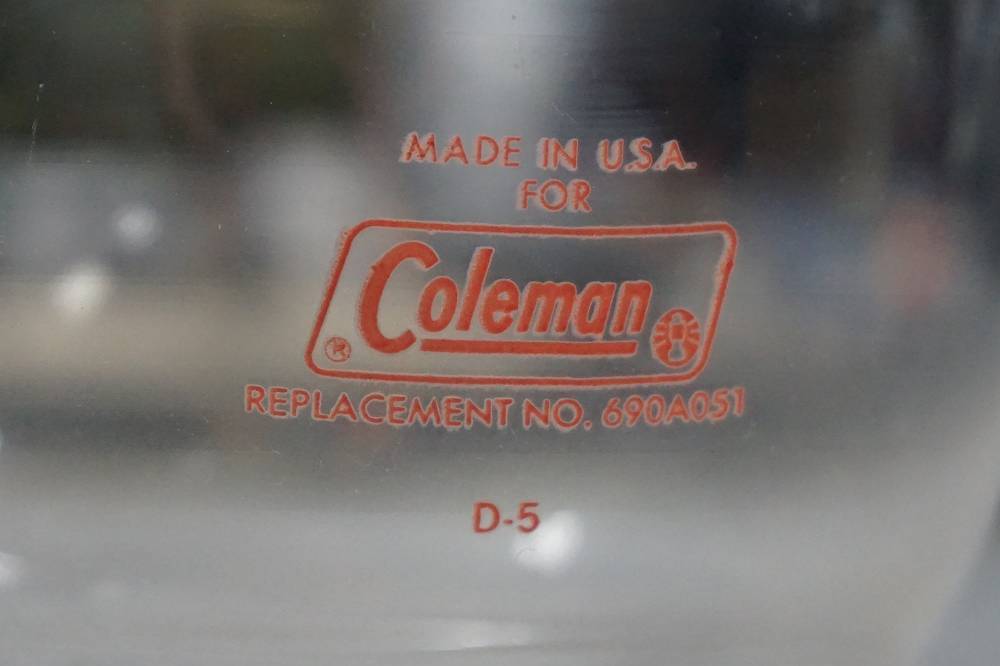 MADE IN U.S.A.
FOR
Coleman
®
REPLACEMENT NO. 690A051
D-5